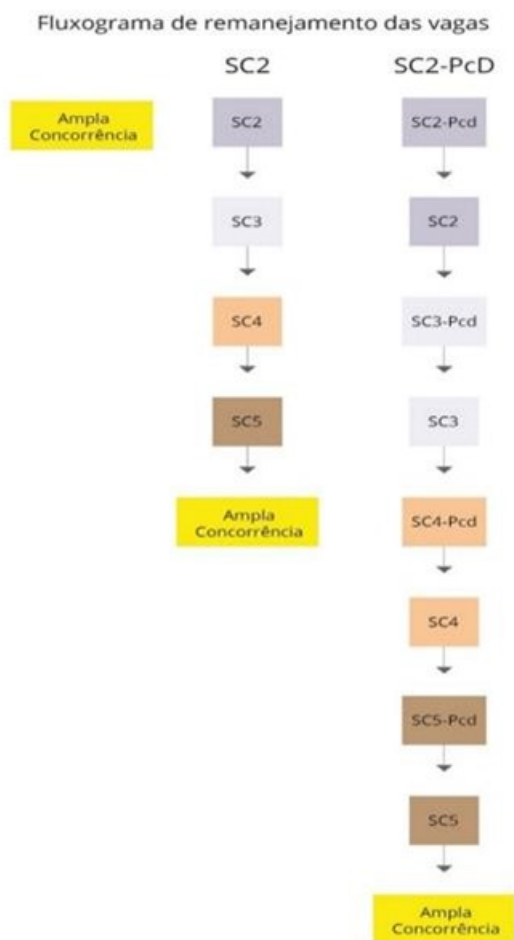 Fluxograma de remanejamento das vagas
SC2
SC2-PcD
Ampla
Concorrência
SC2
SC3
SC4
SC5
Ampla
Concorrência
SC2-Pcd
SC2
SC3-Pcd
SC3
SC4-Pcd
SC4
SC5-Pcd
SC5
Ampla
Concorrência